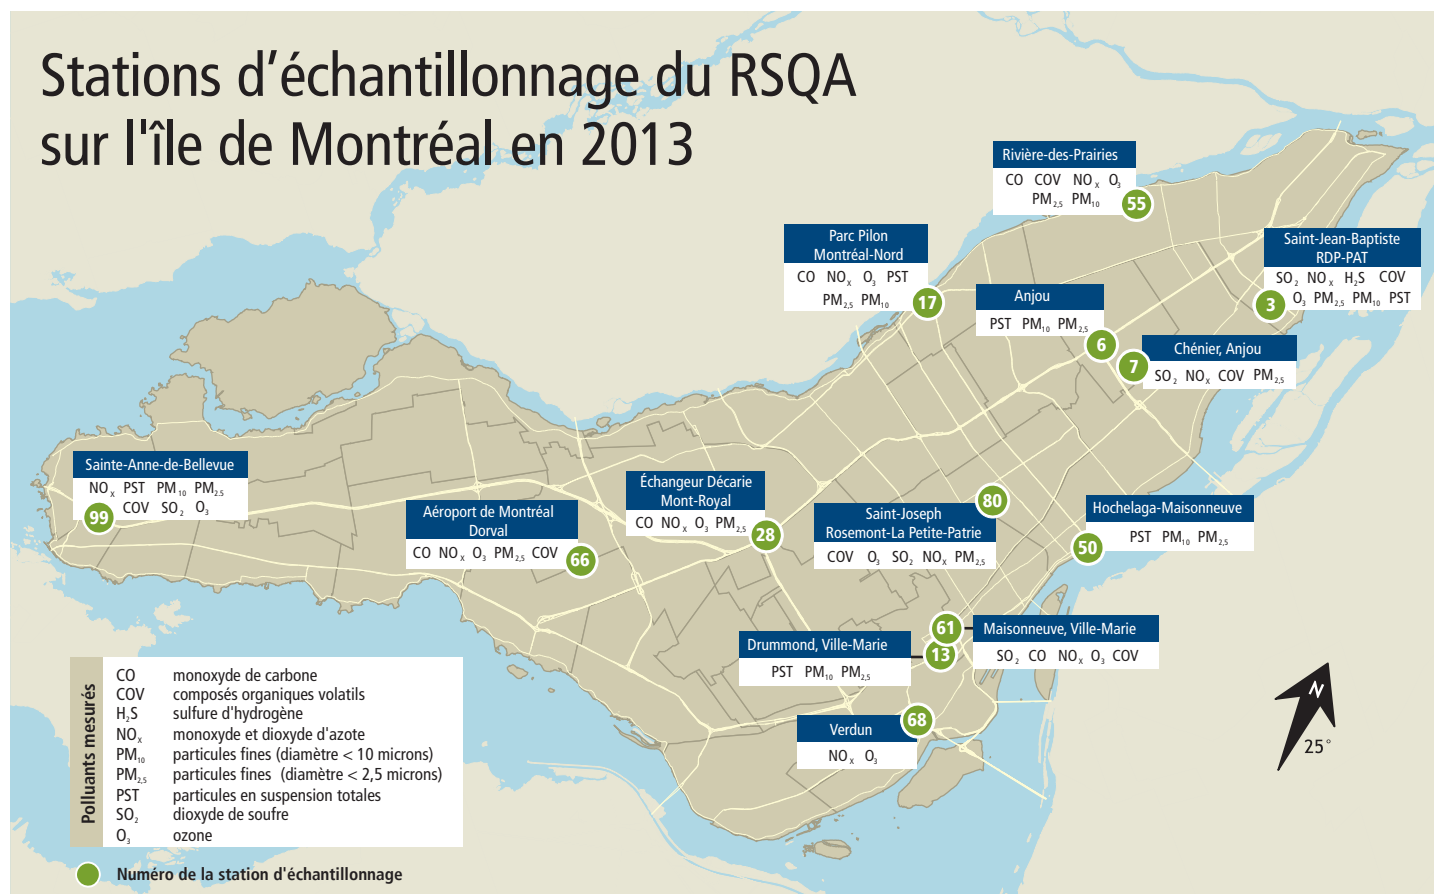 Stations d’échantillonnage du RSQA
sur l'île de Montréal en 2013
Rivière-des-Prairies
CO COV NOₓ O₃
PM₂,₅ PM₁₀
55
Parc Pilon
Montréal-Nord
CO NOₓ O₃ PST
PM₂,₅ PM₁₀
17
Saint-Jean-Baptiste
RDP-PAT
SO₂ NOₓ H₂S COV
O₃ PM₂,₅ PM₁₀ PST
3
Anjou
PST PM₁₀ PM₂,₅
6
Chénier, Anjou
SO₂ NOₓ COV PM₂,₅
7
Sainte-Anne-de-Bellevue
NOₓ PST PM₁₀ PM₂.₅
COV SO₂ O₃
99
Aéroport de Montréal
Dorval
CO NOₓ O₃ PM₂,₅ COV
66
Échangeur Décarie
Mont-Royal
CO NOₓ O₃ PM₂,₅
28
80
Saint-Joseph
Rosemont-La Petite-Patrie
COV O₃ SO₂ NOₓ PM₂,₅
Hochelaga-Maisonneuve
PST PM₁₀ PM₂,₅
50
61
Maisonneuve, Ville-Marie
SO₂ CO NOₓ O₃ COV
Drummond, Ville-Marie
PST PM₁₀ PM₂,₅
13
Verdun
NOₓ O₃
68
N
25°
Polluants mesurés
CO monoxyde de carbone
COV composés organiques volatils
H₂S sulfure d'hydrogène
NOₓ monoxyde et dioxyde d'azote
PM₁₀ particules fines (diamètre < 10 microns)
PM₂,₅ particules fines (diamètre < 2,5 microns)
PST particules en suspension totales
SO₂ dioxyde de soufre
O₃ ozone
Numéro de la station d'échantillonnage